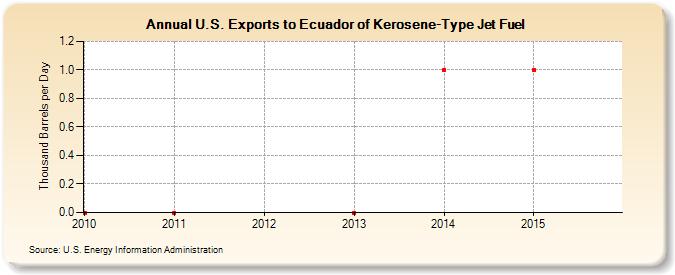 Annual U.S. Exports to Ecuador of Kerosene-Type Jet Fuel
Thousand Barrels per Day
1.2
1.0
0.8
0.6
0.4
0.2
0.0
2010 2011 2012 2013 2014 2015
Source: U.S. Energy Information Administration